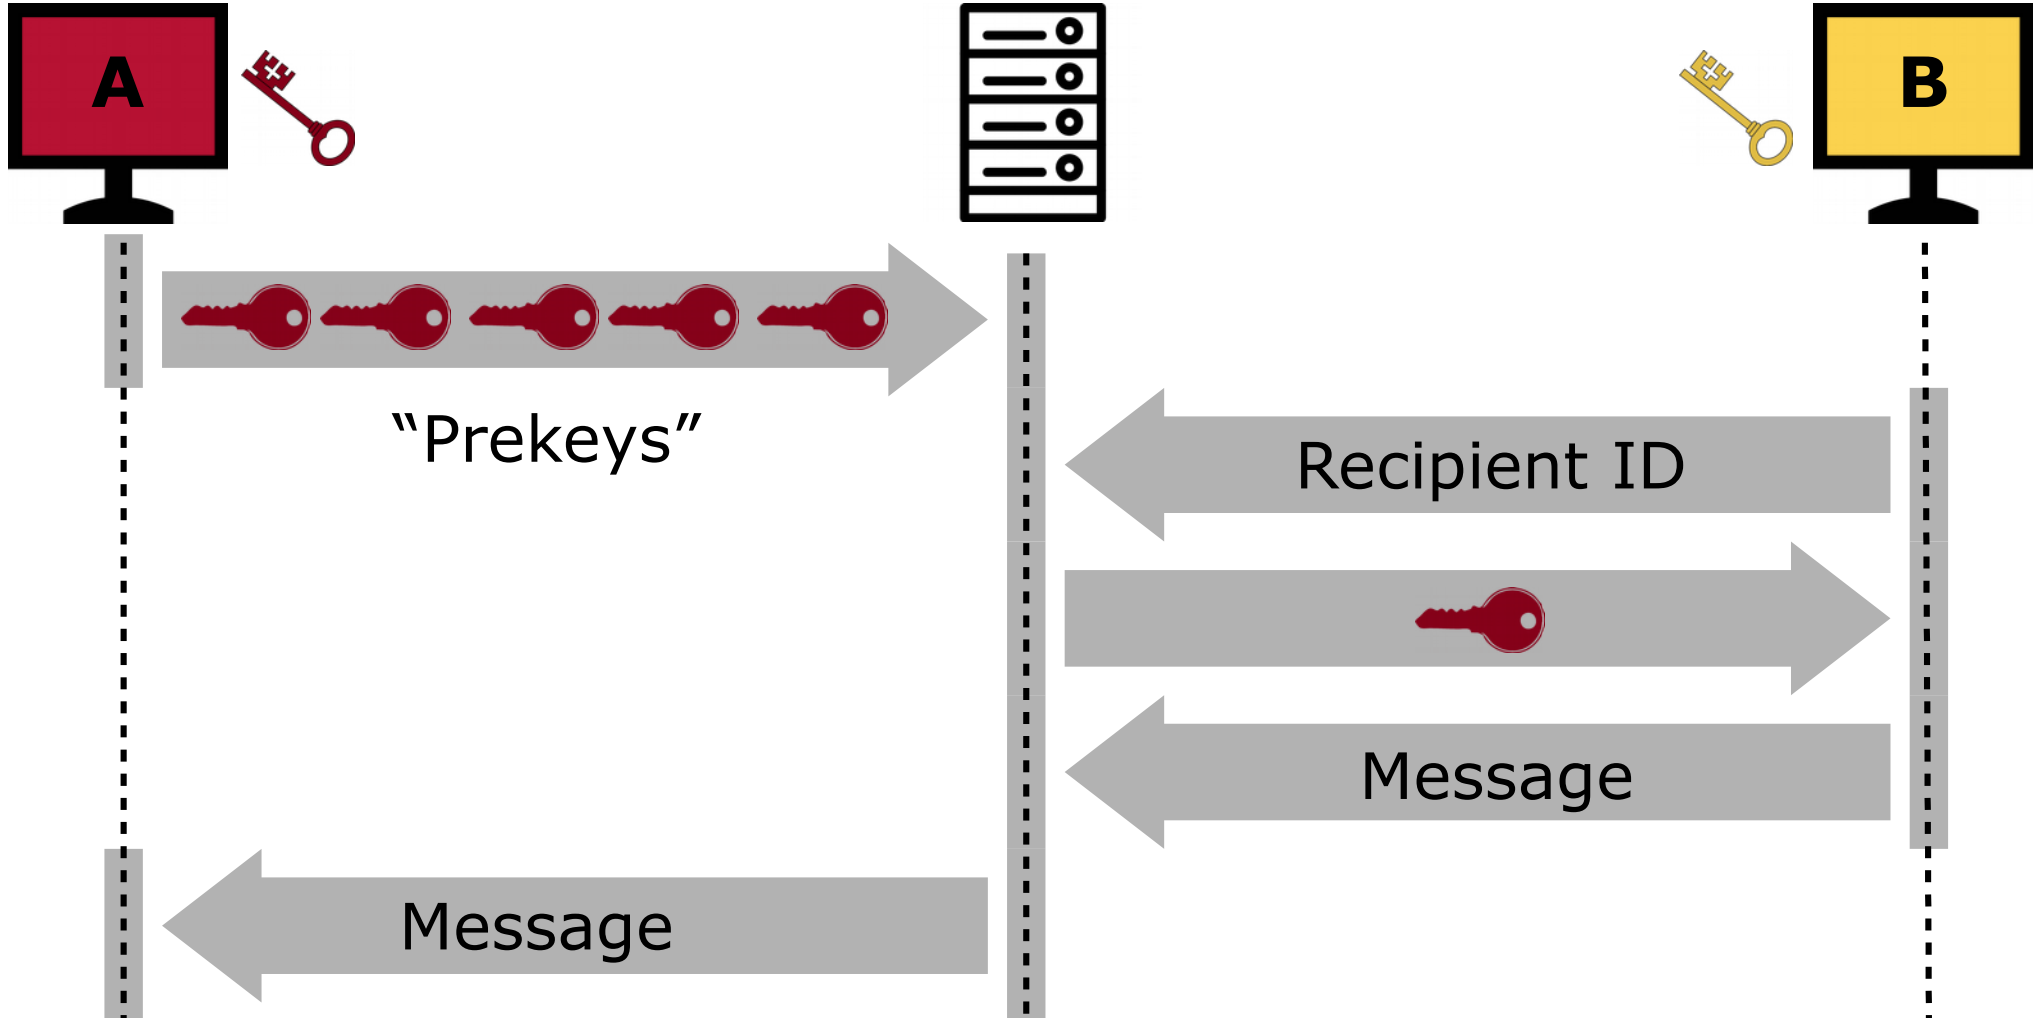 A
B
“Prekeys”
Recipient ID
Message
Message